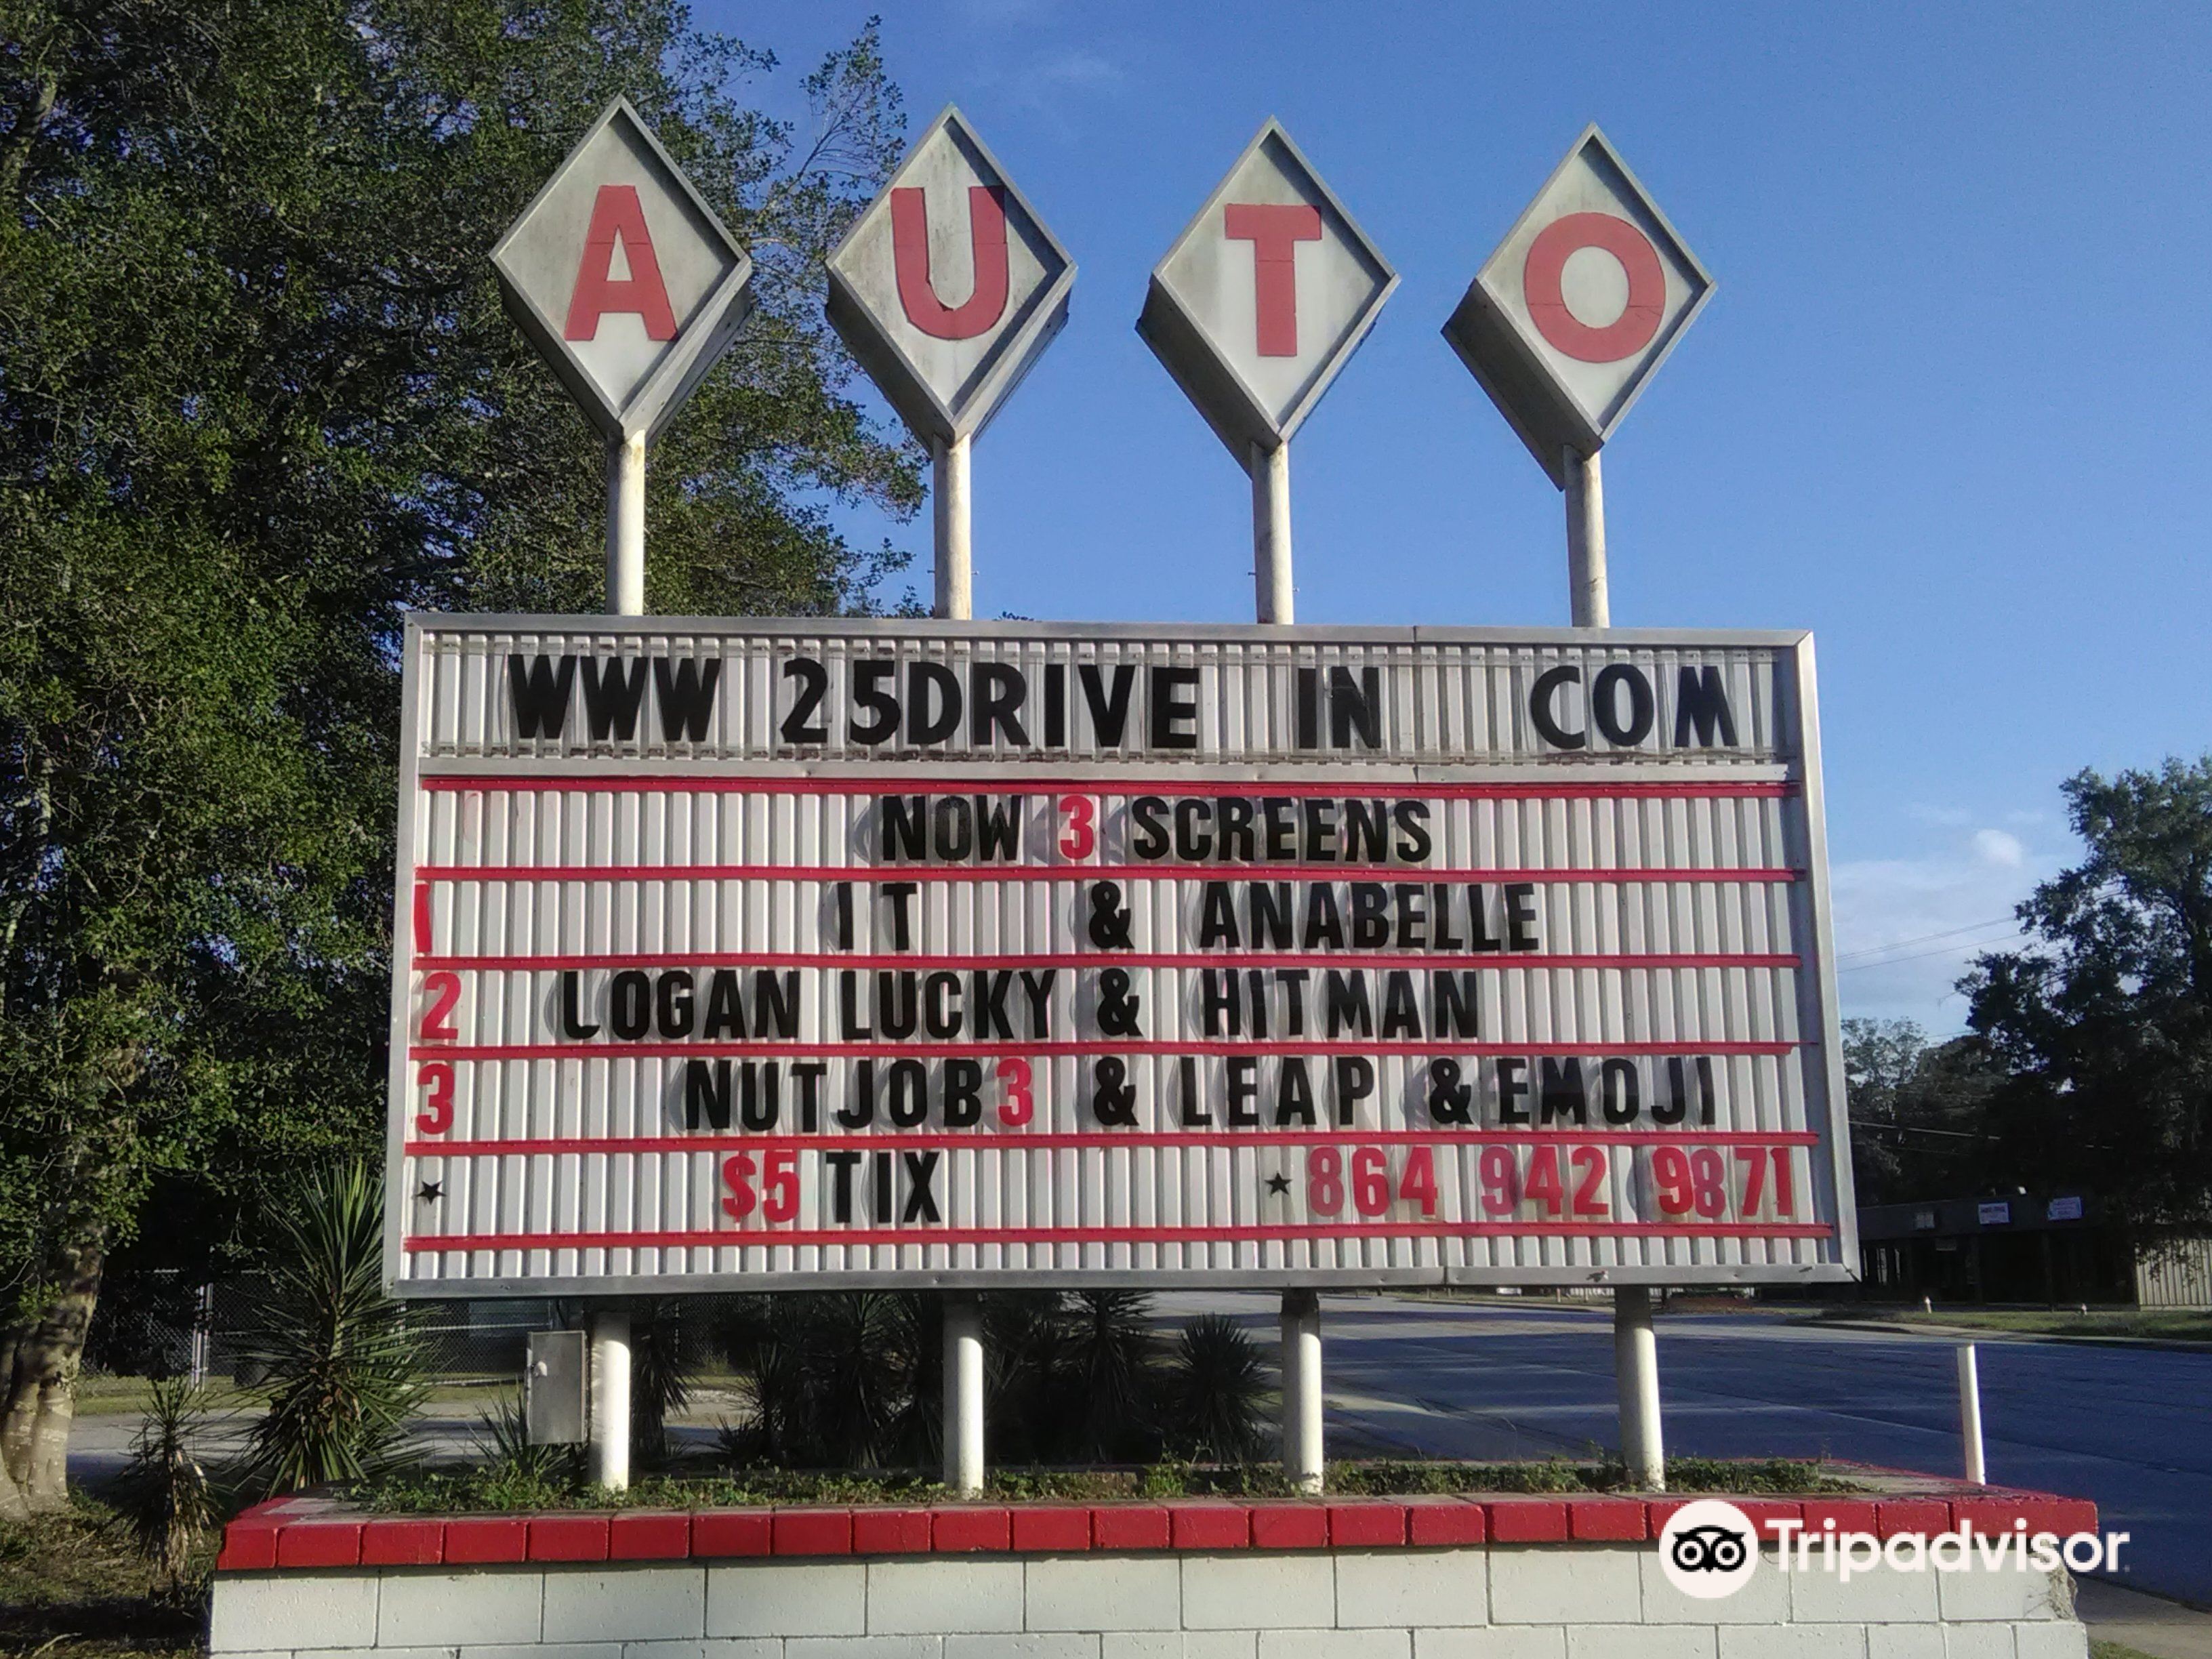 AUTO
WWW 25DRIVE IN COM
NOW 3 SCREENS
1 IT & ANABELLE
2 LOGAN LUCKY & HITMAN
3 NUTJOB3 & LEAP & EMOJI
★ $5 TIX ★ 864 942 9871
Tripadvisor